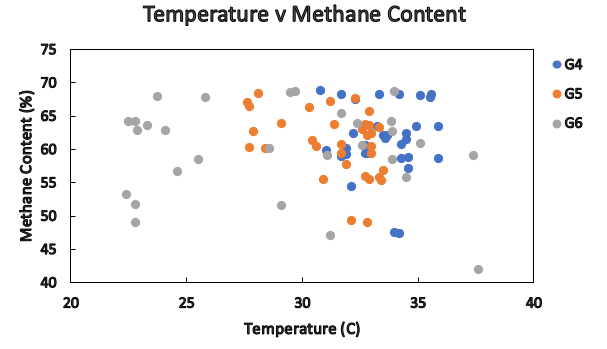 Temperature v Methane Content
75
70
65
60
55
50
45
40
Methane Content (%)
20 25 30 35 40
Temperature (C)
G4
G5
G6